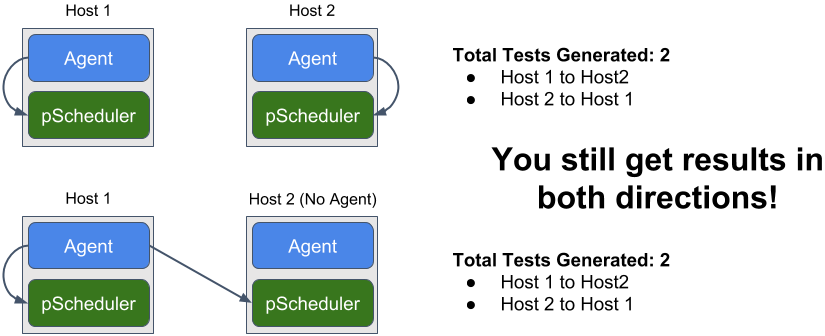 Host 1
Host 2
Agent
Agent
pScheduler
pScheduler
Total Tests Generated: 2
● Host 1 to Host2
● Host 2 to Host 1
You still get results in
both directions!
Host 1
Host 2 (No Agent)
Agent
Agent
pScheduler
pScheduler
Total Tests Generated: 2
● Host 1 to Host2
● Host 2 to Host 1